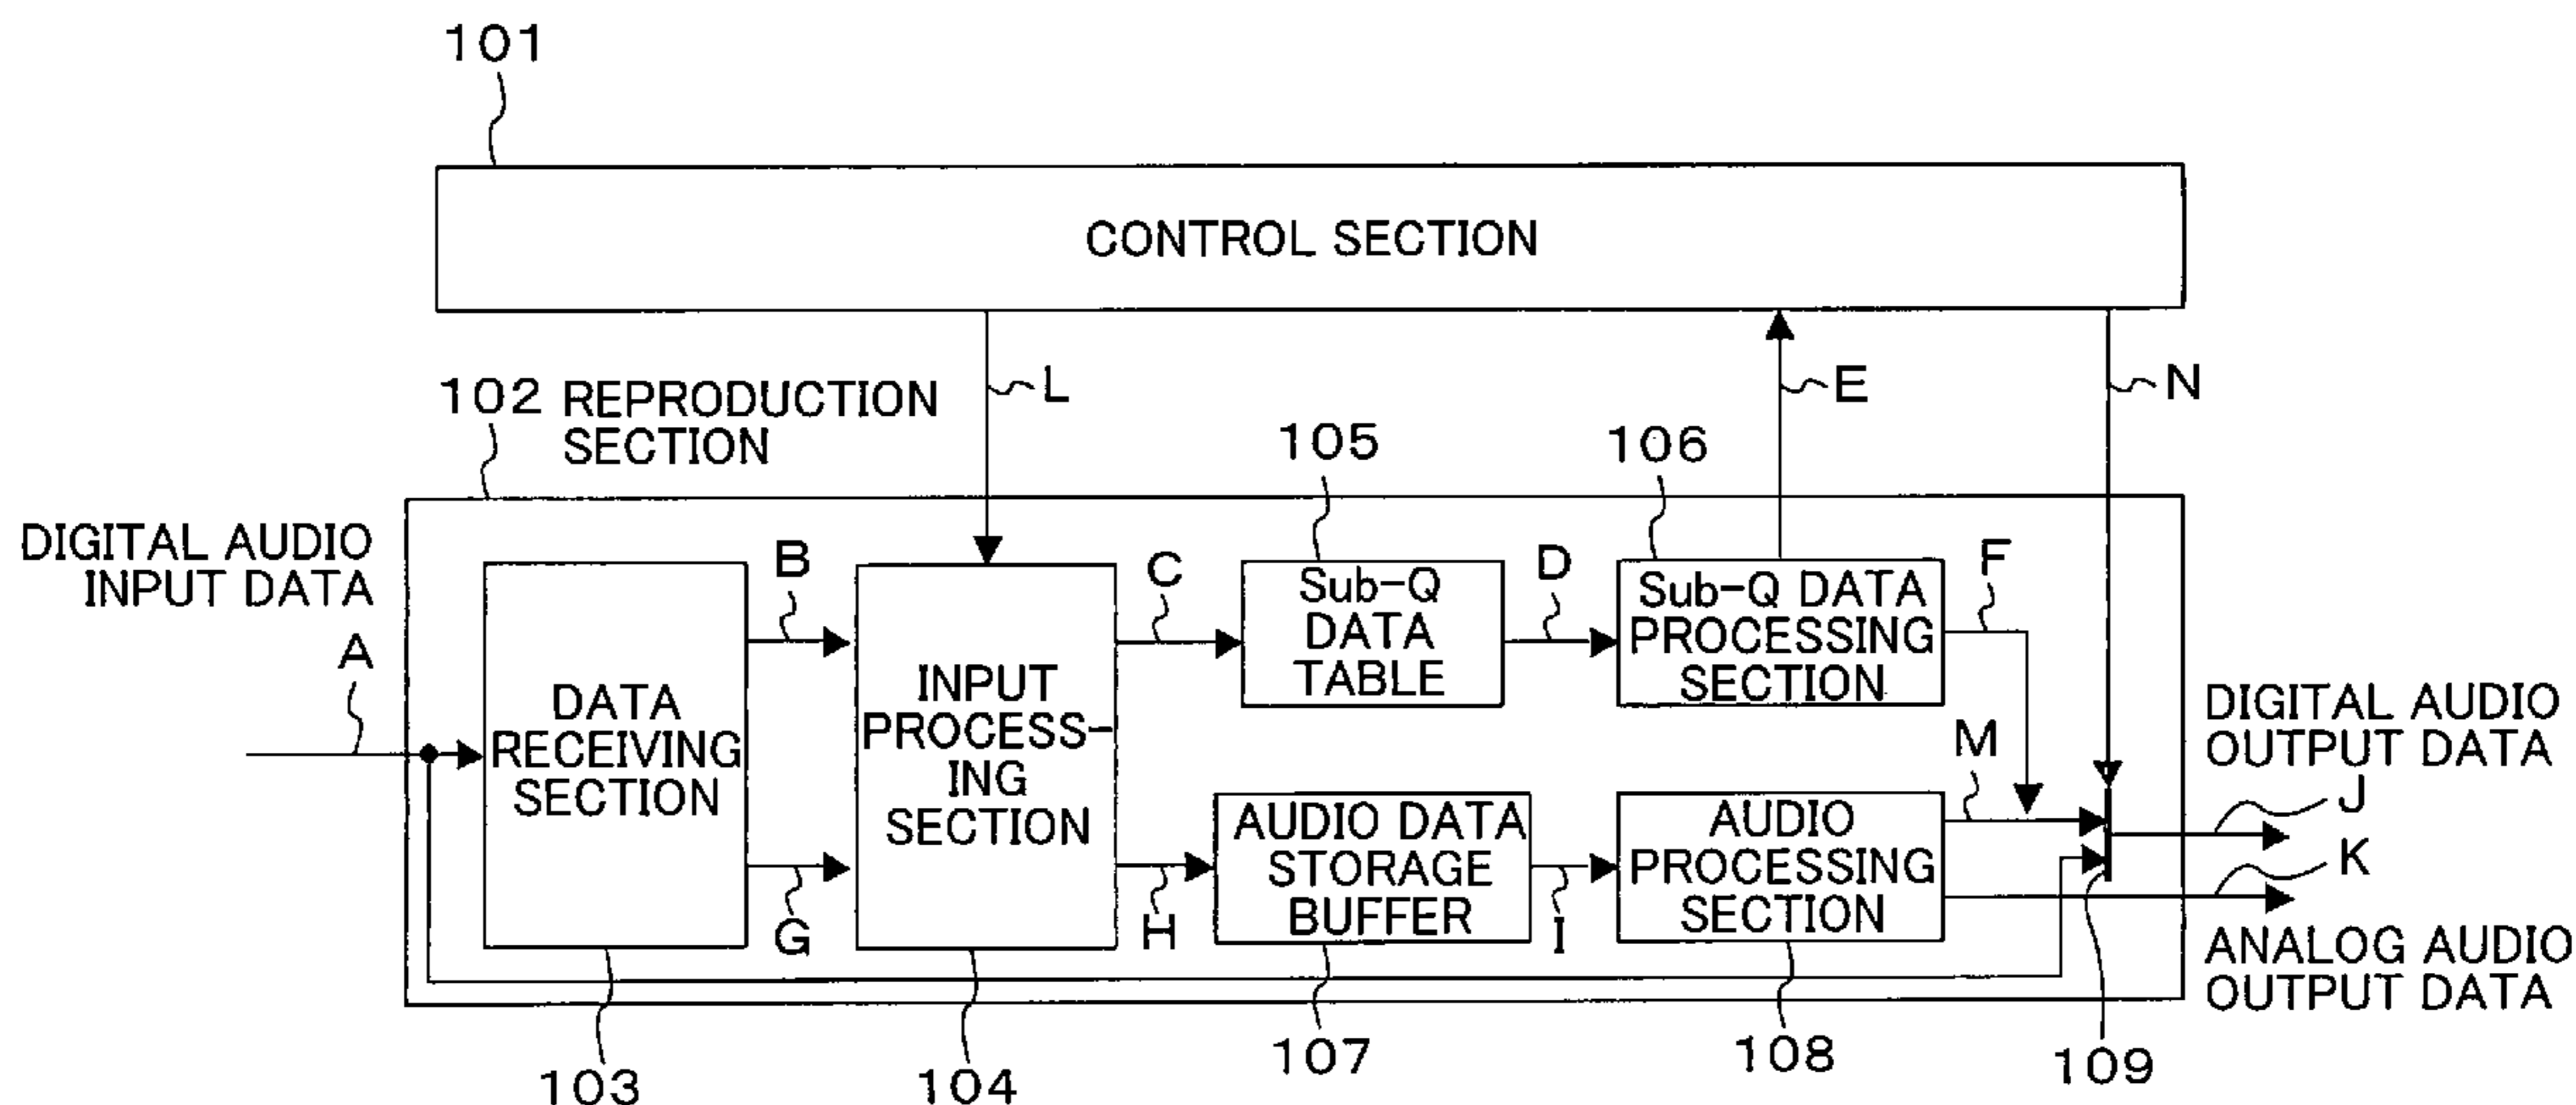 101
CONTROL SECTION
L
E
N
102
REPRODUCTION
SECTION
105
106
DIGITAL AUDIO
INPUT DATA
A
B
C
D
F
DATA
RECEIVING
SECTION
INPUT
PROCESS-
ING
SECTION
Sub-Q
DATA
TABLE
Sub-Q DATA
PROCESSING
SECTION
M
DIGITAL AUDIO
OUTPUT DATA
J
K
G
H
AUDIO DATA
STORAGE
BUFFER
I
AUDIO
PROCESSING
SECTION
ANALOG AUDIO
OUTPUT DATA
103
104
107
108
109